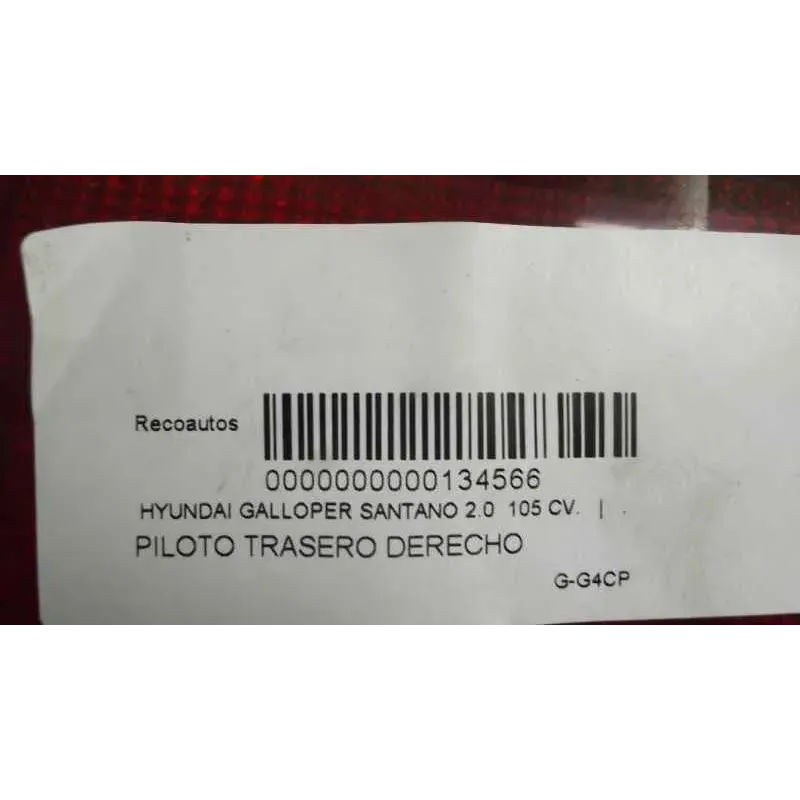 Recoautos
0000000000134566
HYUNDAI GALLOPER SANTANO 2.0 105 CV. | .
PILOTO TRASERO DERECHO
G-G4CP